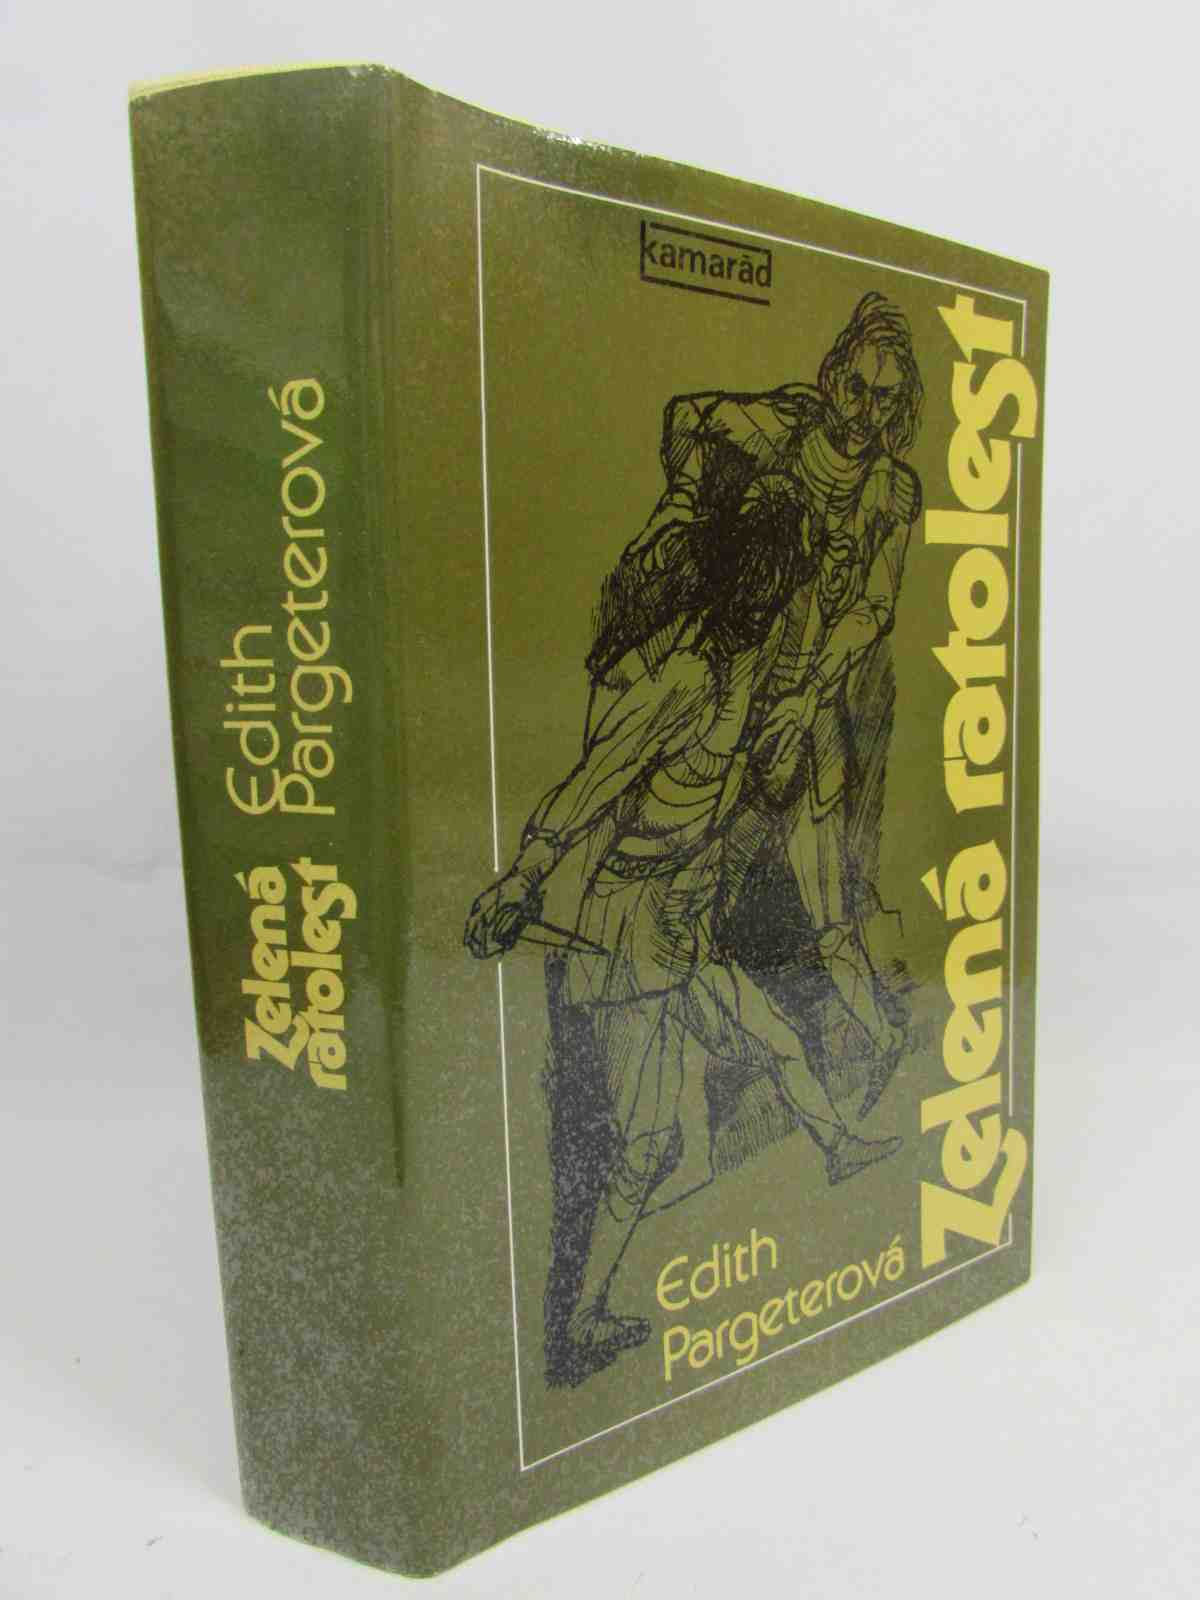 Edith
Pargeterová
Zelená
ratolest
kamarád
Zelená ratolest
Edith
Pargeterová